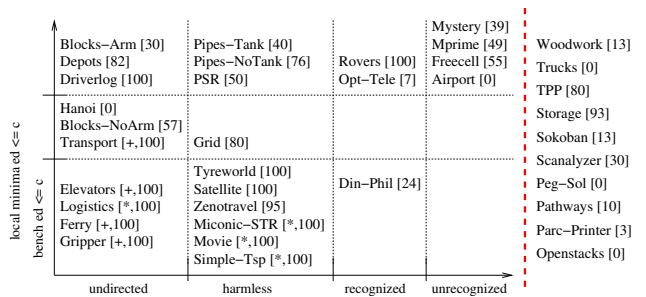 Mystery [39]
Blocks−Arm [30]
Pipes−Tank [40]
Mprime [49]
Woodwork [13]
Depots [82]
Pipes−NoTank [76]
Rovers [100]
Freecell [55]
Trucks [0]
Driverlog [100]
PSR [50]
Opt−Tele [7]
Airport [0]
TPP [80]
Hanoi [0]
Storage [93]
Blocks−NoArm [57]
Sokoban [13]
Transport [+,100]
Grid [80]
Scanalyzer [30]
Tyreworld [100]
Elevators [+,100]
Satellite [100]
Din−Phil [24]
Peg−Sol [0]
Logistics [*,100]
Zenotravel [95]
Pathways [10]
Ferry [+,100]
Miconic−STR [*,100]
Parc−Printer [3]
Gripper [+,100]
Movie [*,100]
Openstacks [0]
Simple−Tsp [*,100]
local minima ed <= c
bench ed <= c
undirected
harmless
recognized
unrecognized